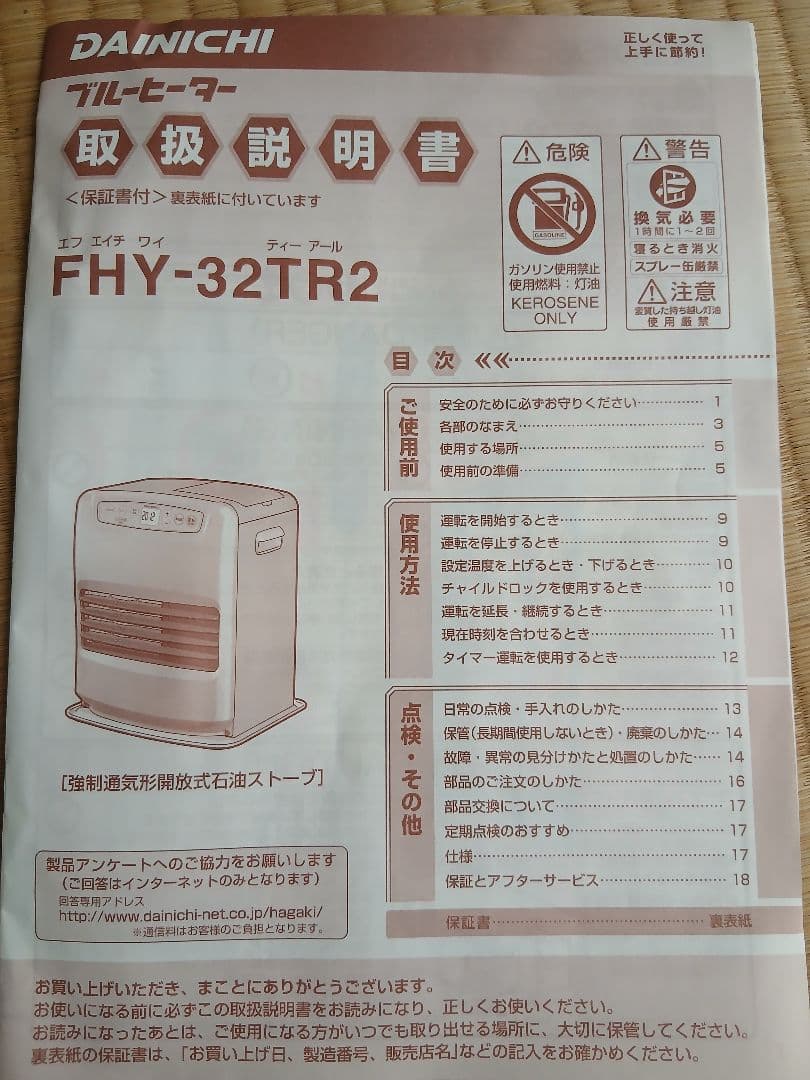 DAINICHI
正しく使って
上手に節約！
ブルーヒーター
取扱説明書
＜保証書付＞裏表紙に付いています
エフ エイチ ワイ ティー アール
FHY-32TR2
危険
GASOLINE
ガソリン使用禁止
使用燃料：灯油
KEROSENE
ONLY
警告
換気必要
1時間に1～2回
寝るとき消火
スプレー缶厳禁
注意
変質した持ち越し灯油
使用厳禁
目次
ご使用前
安全のために必ずお守りください 1
各部のなまえ 3
使用する場所 5
使用前の準備 5
使用方法
運転を開始するとき 9
運転を停止するとき 9
設定温度を上げるとき・下げるとき 10
チャイルドロックを使用するとき 10
運転を延長・継続するとき 11
現在時刻を合わせるとき 11
タイマー運転を使用するとき 12
点検・その他
日常の点検・手入れのしかた 13
保管（長期間使用しないとき）・廃棄のしかた 14
故障・異常の見分けかたと処置のしかた 14
部品のご注文のしかた 16
部品交換について 17
定期点検のおすすめ 17
仕様 17
保証とアフターサービス 18
保証書 裏表紙
［強制通気形開放式石油ストーブ］
製品アンケートへのご協力をお願いします
（ご回答はインターネットのみとなります）
回答専用アドレス
http://www.dainichi-net.co.jp/hagaki/
※通信料はお客様のご負担となります。
お買い上げいただき、まことにありがとうございます。
お使いになる前に必ずこの取扱説明書をお読みになり、正しくお使いください。
お読みになったあとは、ご使用になる方がいつでも取り出せる場所に、大切に保管してください。
裏表紙の保証書は、「お買い上げ日、製造番号、販売店名」などの記入をお確かめください。